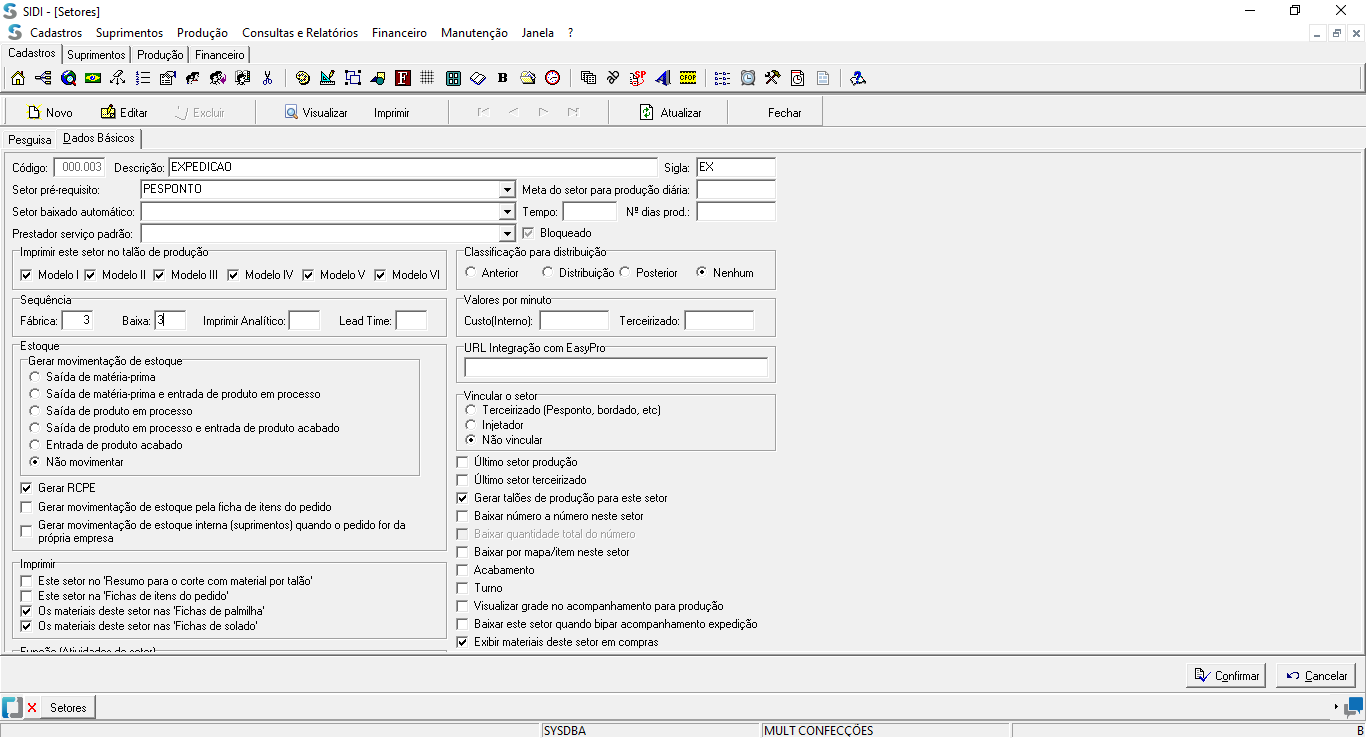 SIDI - [Setores]
Cadastros Suprimentos Produção Consultas e Relatórios Financeiro Manutenção Janela ?
Cadastros Suprimentos Produção Financeiro
F B SP CFOP
Novo Editar Excluir Visualizar Imprimir Atualizar Fechar
Pesquisa Dados Básicos
Código: 000.003 Descrição: EXPEDICAO Sigla: EX
Setor pré-requisito: PESPONTO Meta do setor para produção diária:
Setor baixado automático: Tempo: Nº dias prod.:
Prestador serviço padrão: Bloqueado
Imprimir este setor no talão de produção
Modelo I Modelo II Modelo III Modelo IV Modelo V Modelo VI
Classificação para distribuição
Anterior Distribuição Posterior Nenhum
Sequência
Fábrica: 3 Baixa: 3 Imprimir Analítico: Lead Time:
Valores por minuto
Custo(Interno): Terceirizado:
Estoque
Gerar movimentação de estoque
Saída de matéria-prima
Saída de matéria-prima e entrada de produto em processo
Saída de produto em processo
Saída de produto em processo e entrada de produto acabado
Entrada de produto acabado
Não movimentar
Gerar RCPE
Gerar movimentação de estoque pela ficha de itens do pedido
Gerar movimentação de estoque interna (suprimentos) quando o pedido for da
própria empresa
Imprimir
Este setor no 'Resumo para o corte com material por talão'
Este setor na 'Fichas de itens do pedido'
Os materiais deste setor nas 'Fichas de palmilha'
Os materiais deste setor nas 'Fichas de solado'
Função (Atividades do setor)
URL Integração com EasyPro
Vincular o setor
Terceirizado (Pesponto, bordado, etc)
Injetador
Não vincular
Último setor produção
Último setor terceirizado
Gerar talões de produção para este setor
Baixar número a número neste setor
Baixar quantidade total do número
Baixar por mapa/item neste setor
Acabamento
Turno
Visualizar grade no acompanhamento para produção
Baixar este setor quando bipar acompanhamento expedição
Exibir materiais deste setor em compras
Confirmar Cancelar
Setores
SYSDBA MULT CONFECÇÕES B